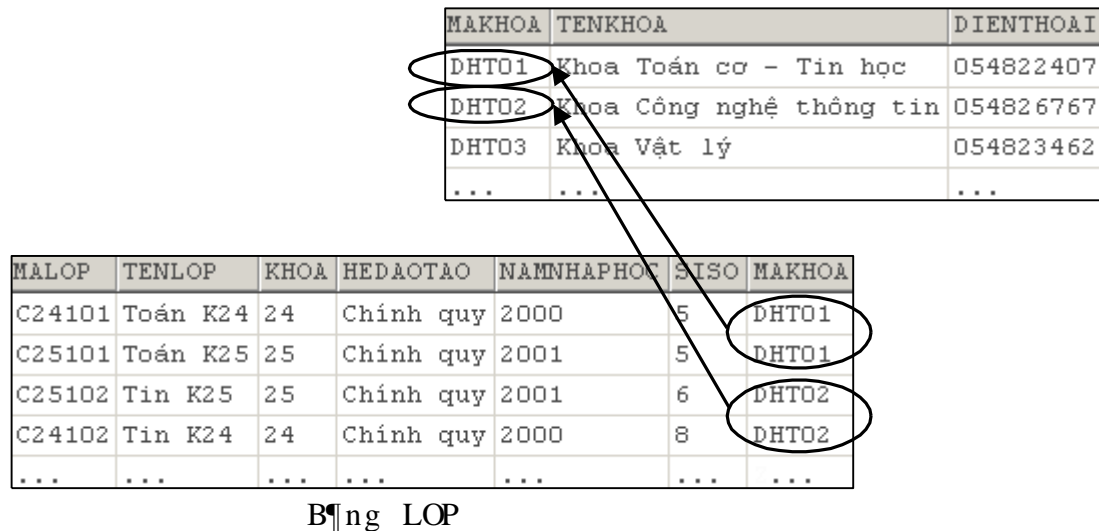 MAKHOA TENKHOA DIENTHOAI
DHT01 Khoa Toán cơ - Tin học 054822407
DHT02 Khoa Công nghệ thông tin 054826767
DHT03 Khoa Vật lý 054823462
... ... ...
MALOP TENLOP KHOA HEDAOTAO NAMNHAPHOC SISO MAKHOA
C24101 Toán K24 24 Chính quy 2000 5 DHT01
C25101 Toán K25 25 Chính quy 2001 5 DHT01
C25102 Tin K25 25 Chính quy 2001 6 DHT02
C24102 Tin K24 24 Chính quy 2000 8 DHT02
... ... ... ... ... ... ...
B¶ng LOP